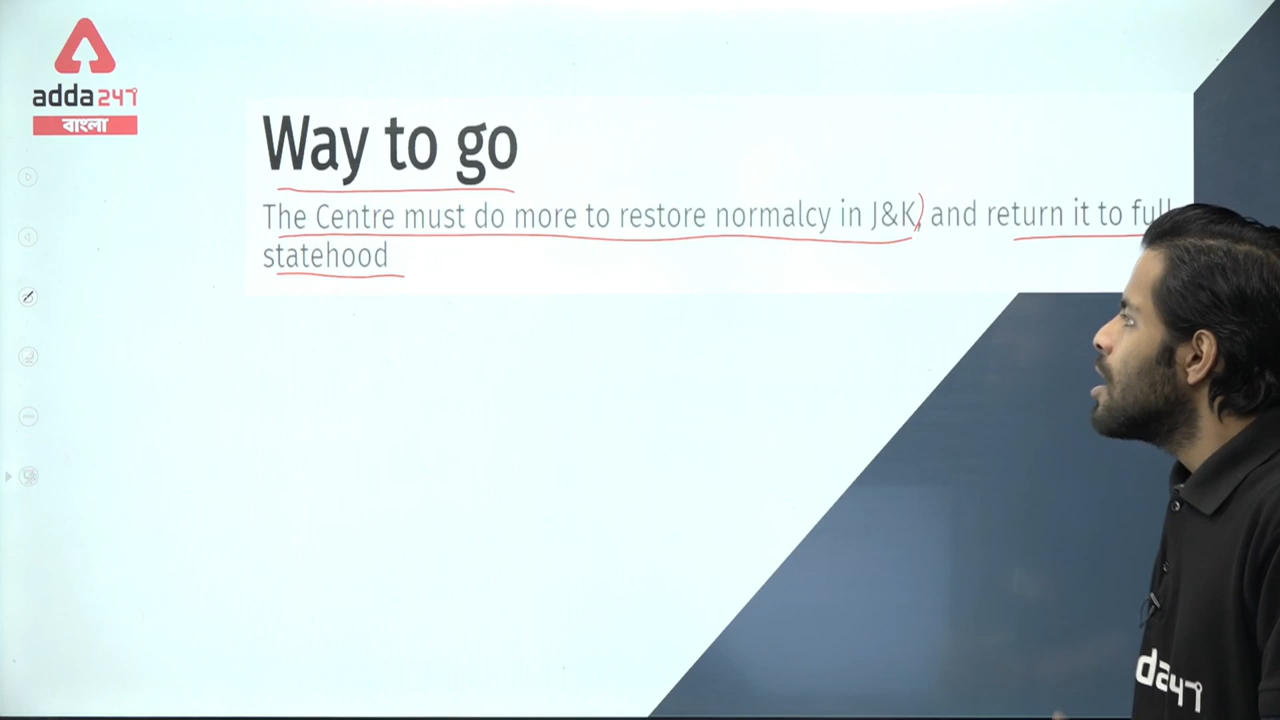 adda247
বাংলা
Way to go
The Centre must do more to restore normalcy in J&K, and return it to full
statehood
da247